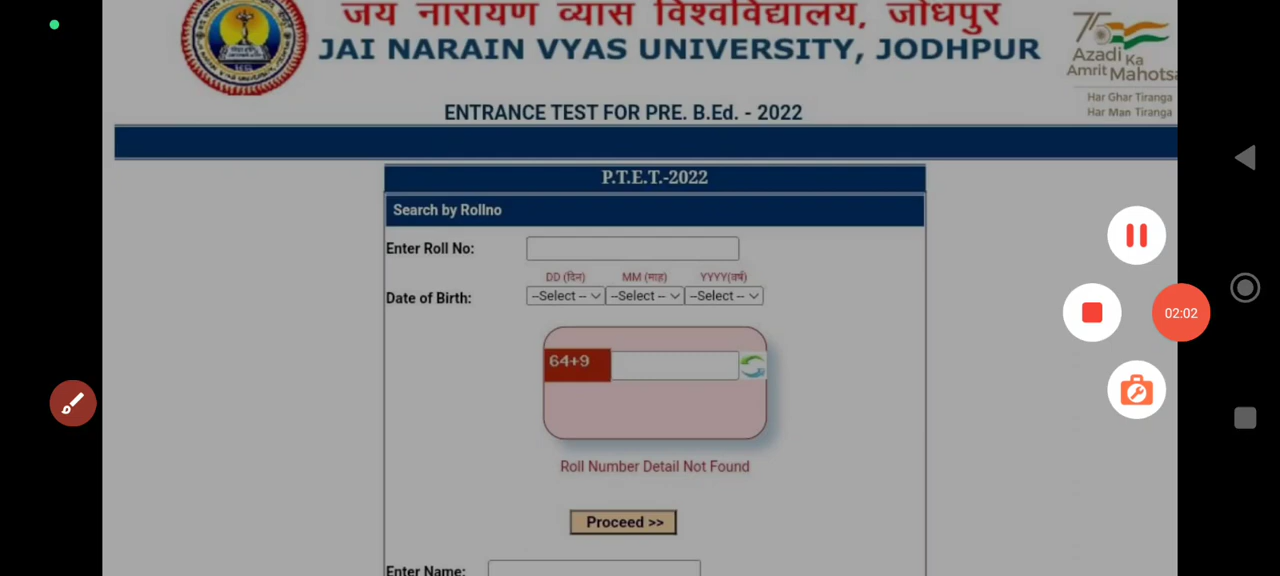 जय नारायण व्यास विश्वविद्यालय, जोधपुर
JAI NARAIN VYAS UNIVERSITY, JODHPUR
75
Azadi Ka
Amrit Mahotsa
Har Ghar Tiranga
Har Man Tiranga
ENTRANCE TEST FOR PRE. B.Ed. - 2022
P.T.E.T.-2022
Search by Rollno
Enter Roll No:
DD (दिन) MM (माह) YYYY(वर्ष)
Date of Birth: --Select -- --Select -- --Select --
64+9
Roll Number Detail Not Found
Proceed >>
Enter Name:
02:02